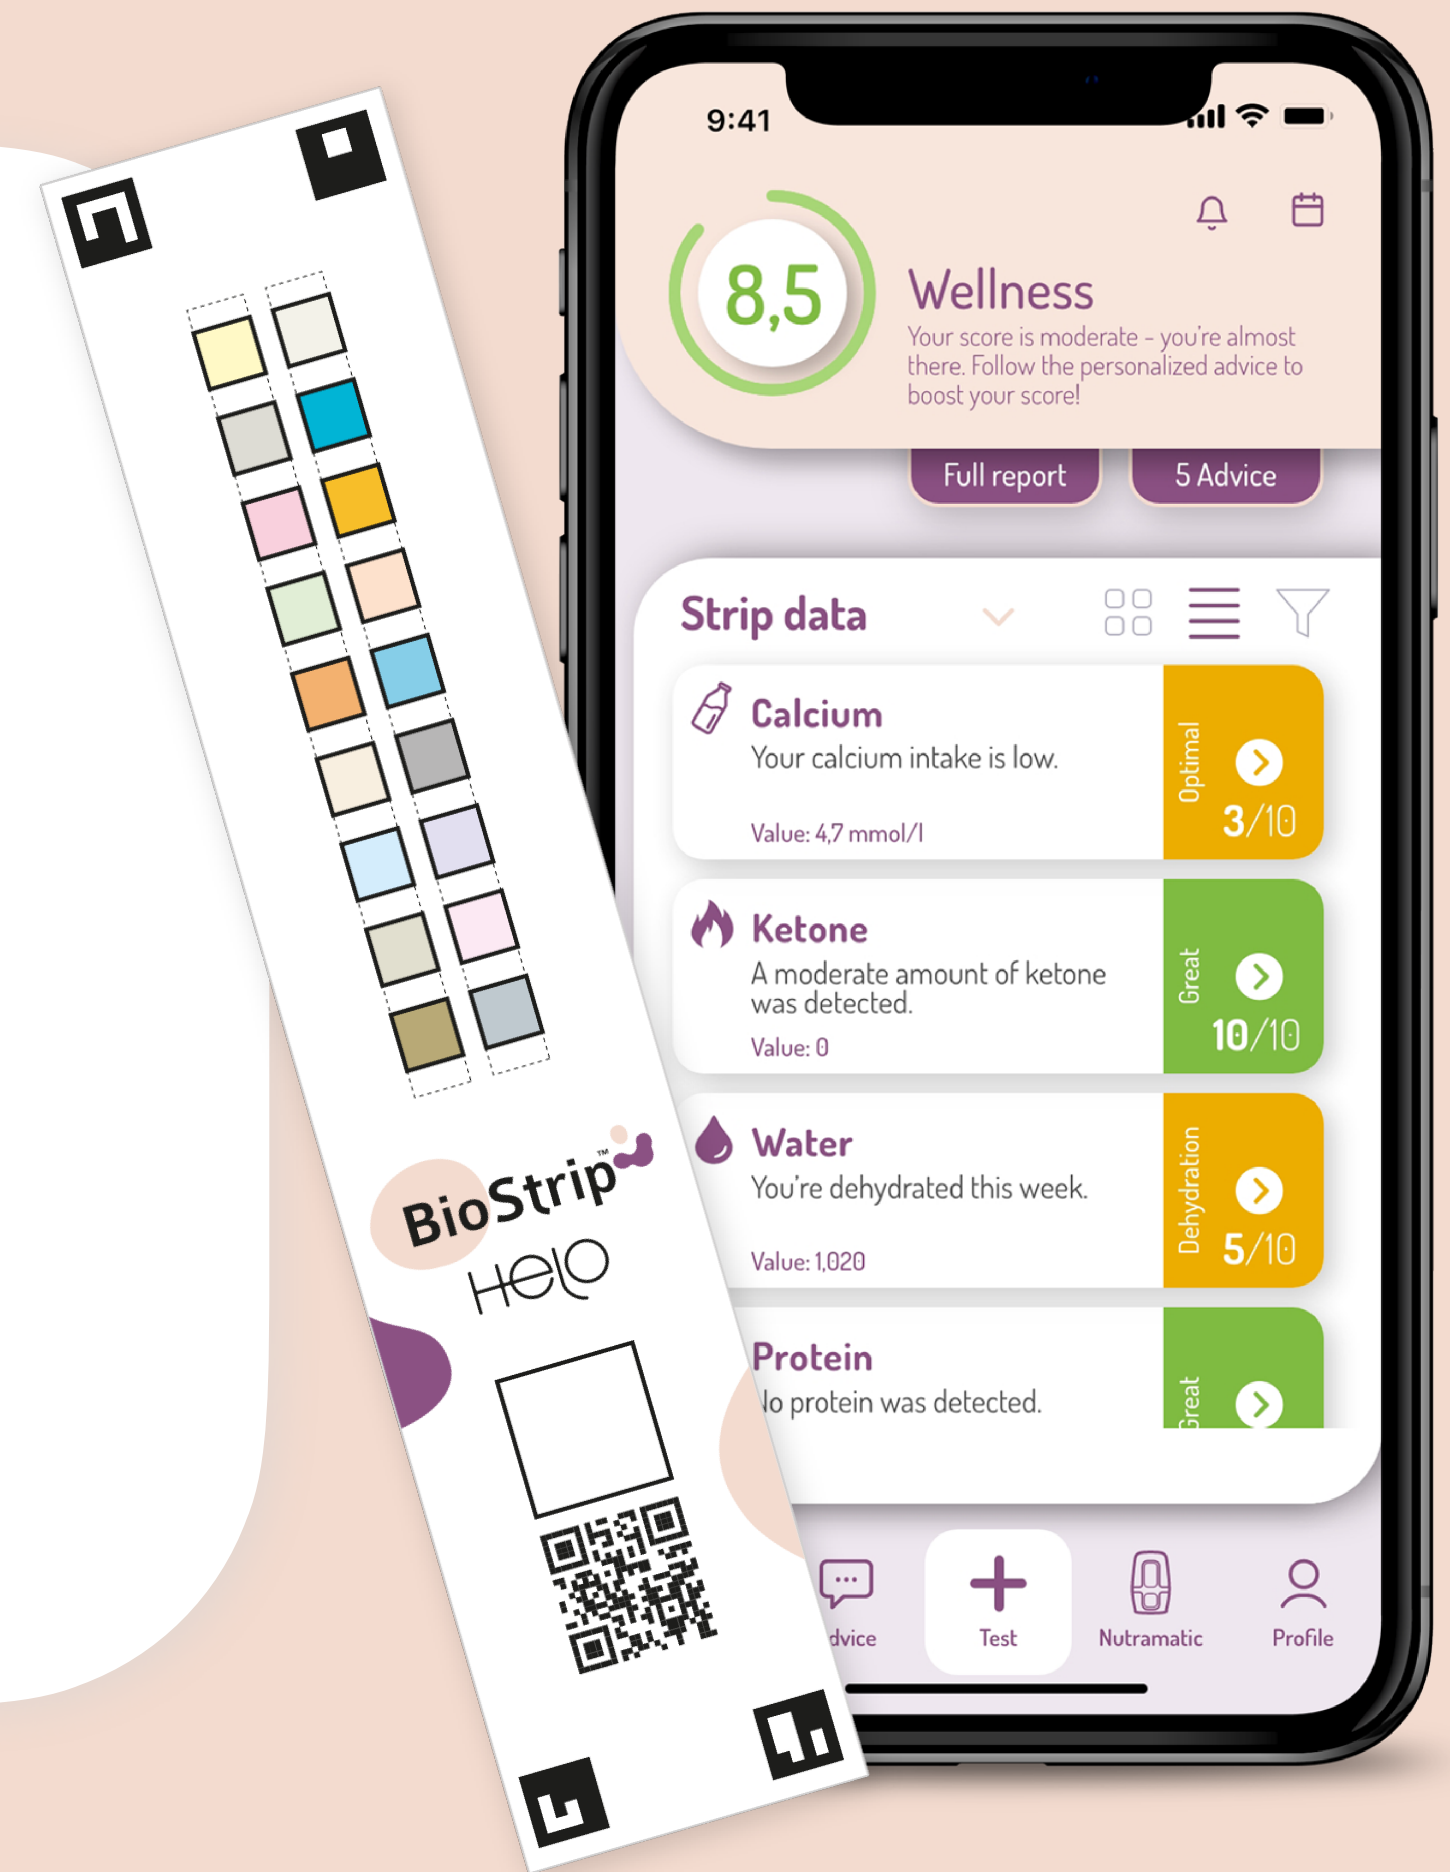 9:41
8,5
Wellness
Your score is moderate - you're almost
there. Follow the personalized advice to
boost your score!
Full report
5 Advice
Strip data
Calcium
Your calcium intake is low.
Value: 4,7 mmol/l
Optimal
3/10
Ketone
A moderate amount of ketone
was detected.
Value: 0
Great
10/10
Water
You're dehydrated this week.
Value: 1,020
Dehydration
5/10
Protein
No protein was detected.
Great
dvice
Test
Nutramatic
Profile
BioStrip™
Helo